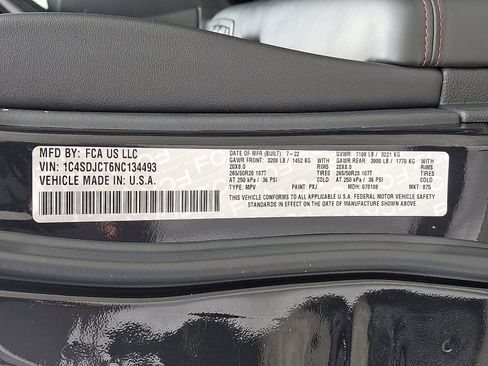 MFD BY: FCA US LLC
VIN: 1C4SDJCT6NC134493
VEHICLE MADE IN: U.S.A.
DATE OF MFR (BUILT): 7-22 GVWR: 7100 LB / 3221 KG
GAWR FRONT: 3200 LB / 1452 KG WITH GAWR REAR: 3900 LB / 1770 KG WITH
20X8.0 RIMS 20X8.0 RIMS
265/50R20 107T TIRES 265/50R20 107T TIRES
AT 250 kPa / 36 PSI COLD AT 250 kPa / 36 PSI COLD
TYPE: MPV PAINT: PXJ MDH: 070108 MKT: 875
THIS VEHICLE CONFORMS TO ALL APPLICABLE U.S.A. FEDERAL MOTOR VEHICLE SAFETY
STANDARDS IN EFFECT ON THE DATE OF MANUFACTURE SHOWN ABOVE.